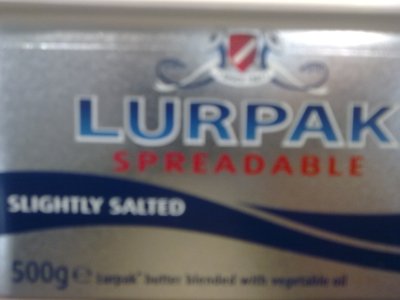 LURPAK
SPREADABLE
SLIGHTLY SALTED
500g ℮ Lurpak® butter blended with vegetable oil